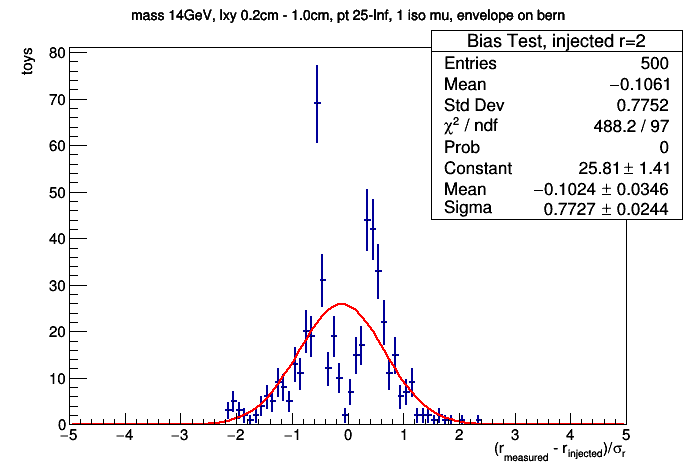 mass 14GeV, lxy 0.2cm - 1.0cm, pt 25-Inf, 1 iso mu, envelope on bern
Bias Test, injected r=2
Entries 500
Mean −0.1061
Std Dev 0.7752
χ² / ndf 488.2 / 97
Prob 0
Constant 25.81 ± 1.41
Mean −0.1024 ± 0.0346
Sigma 0.7727 ± 0.0244
toys
80
70
60
50
40
30
20
10
0
−5 −4 −3 −2 −1 0 1 2 3 4 5
(r_measured - r_injected)/σ_r